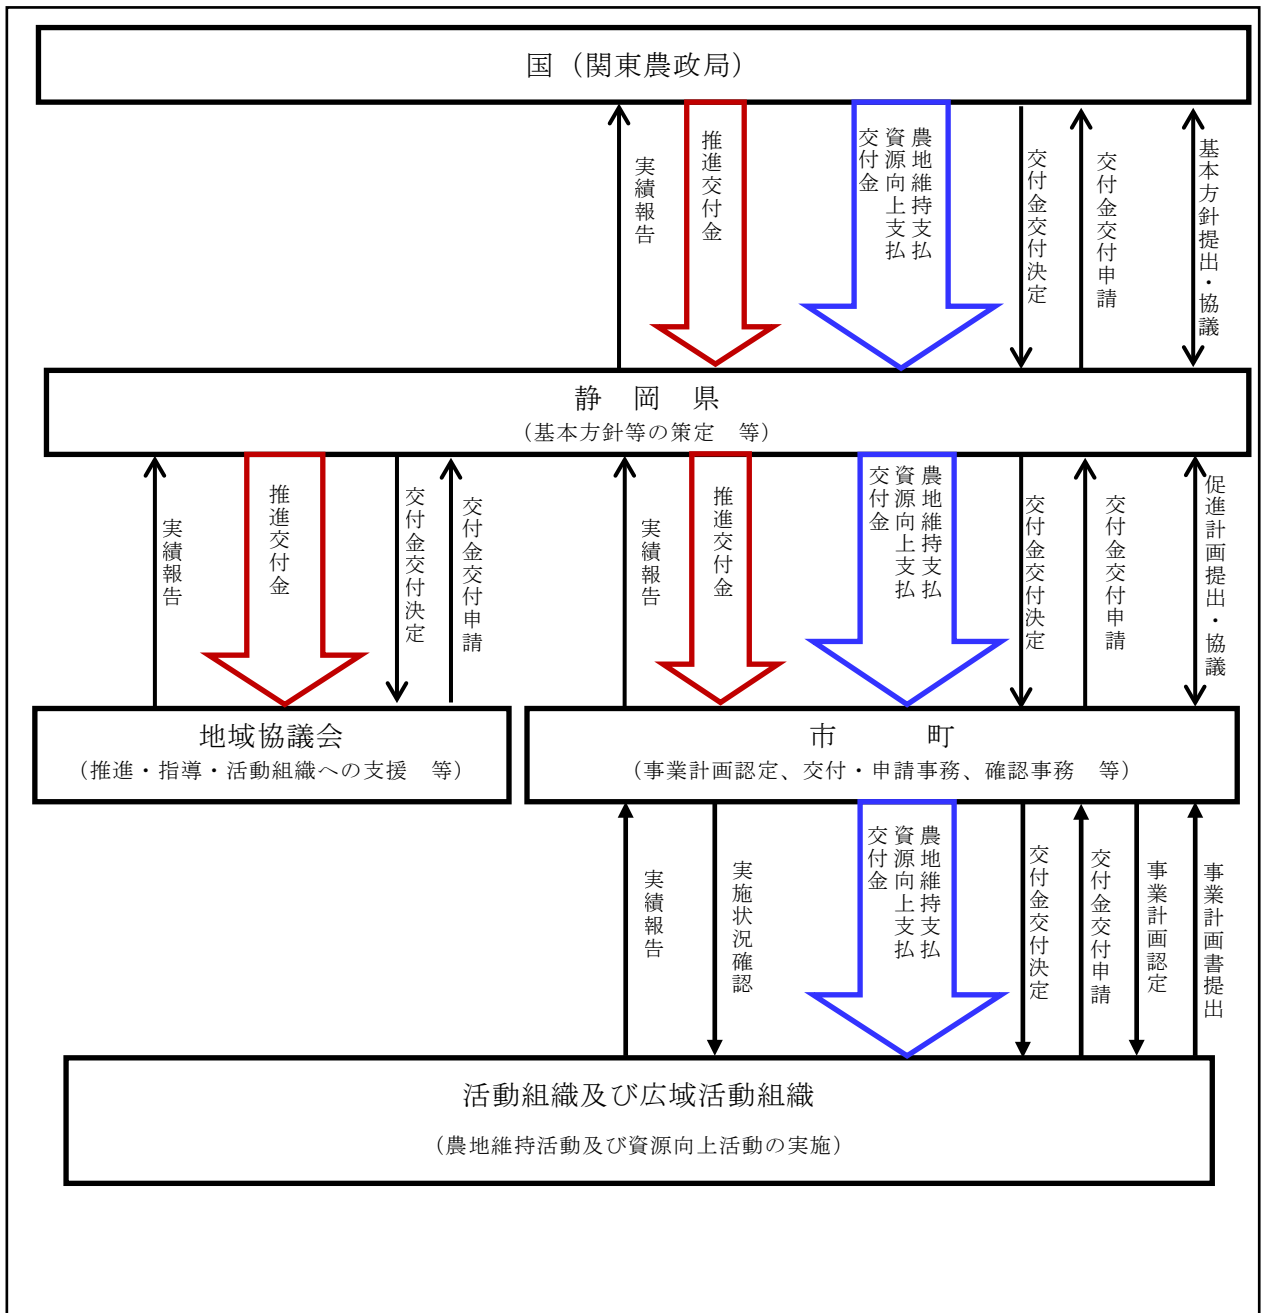 国（関東農政局）
実績報告
推進交付金
農地維持支払
資源向上支払
交付金
交付金交付決定
交付金交付申請
基本方針提出・協議
静　岡　県
（基本方針等の策定　等）
実績報告
推進交付金
交付金交付決定
交付金交付申請
実績報告
推進交付金
農地維持支払
資源向上支払
交付金
交付金交付決定
交付金交付申請
促進計画提出・協議
地域協議会
（推進・指導・活動組織への支援　等）
市　　　町
（事業計画認定、交付・申請事務、確認事務　等）
実績報告
実施状況確認
農地維持支払
資源向上支払
交付金
交付金交付決定
交付金交付申請
事業計画認定
事業計画書提出
活動組織及び広域活動組織
（農地維持活動及び資源向上活動の実施）